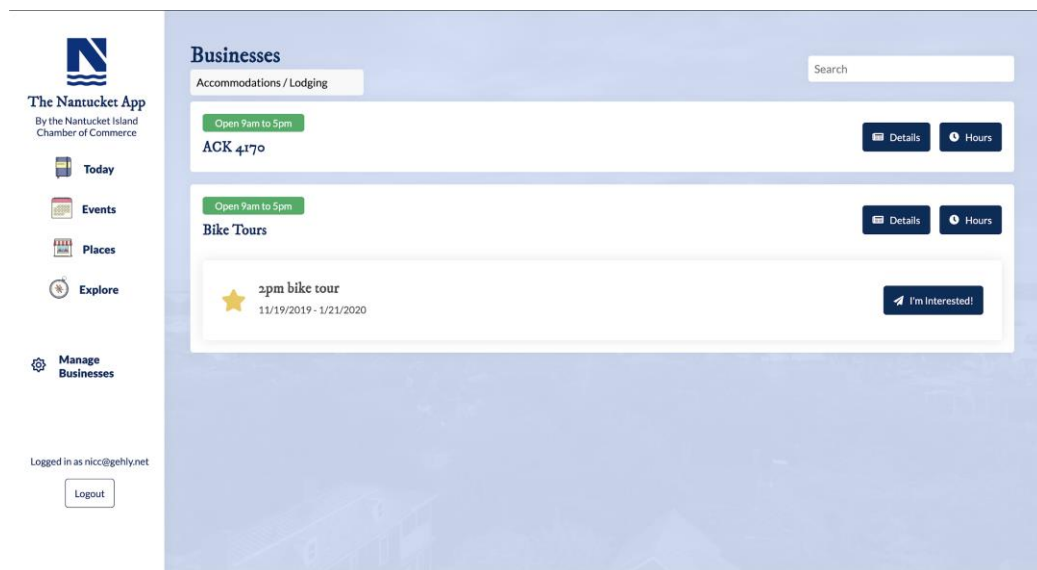 The Nantucket App
By the Nantucket Island
Chamber of Commerce
Today
Events
Places
Explore
Manage
Businesses
Logged in as nicc@gehly.net
Logout
Businesses
Accommodations / Lodging
Search
Open 9am to 5pm
ACK 4170
Details
Hours
Open 9am to 5pm
Bike Tours
Details
Hours
2pm bike tour
11/19/2019 - 1/21/2020
I'm Interested!